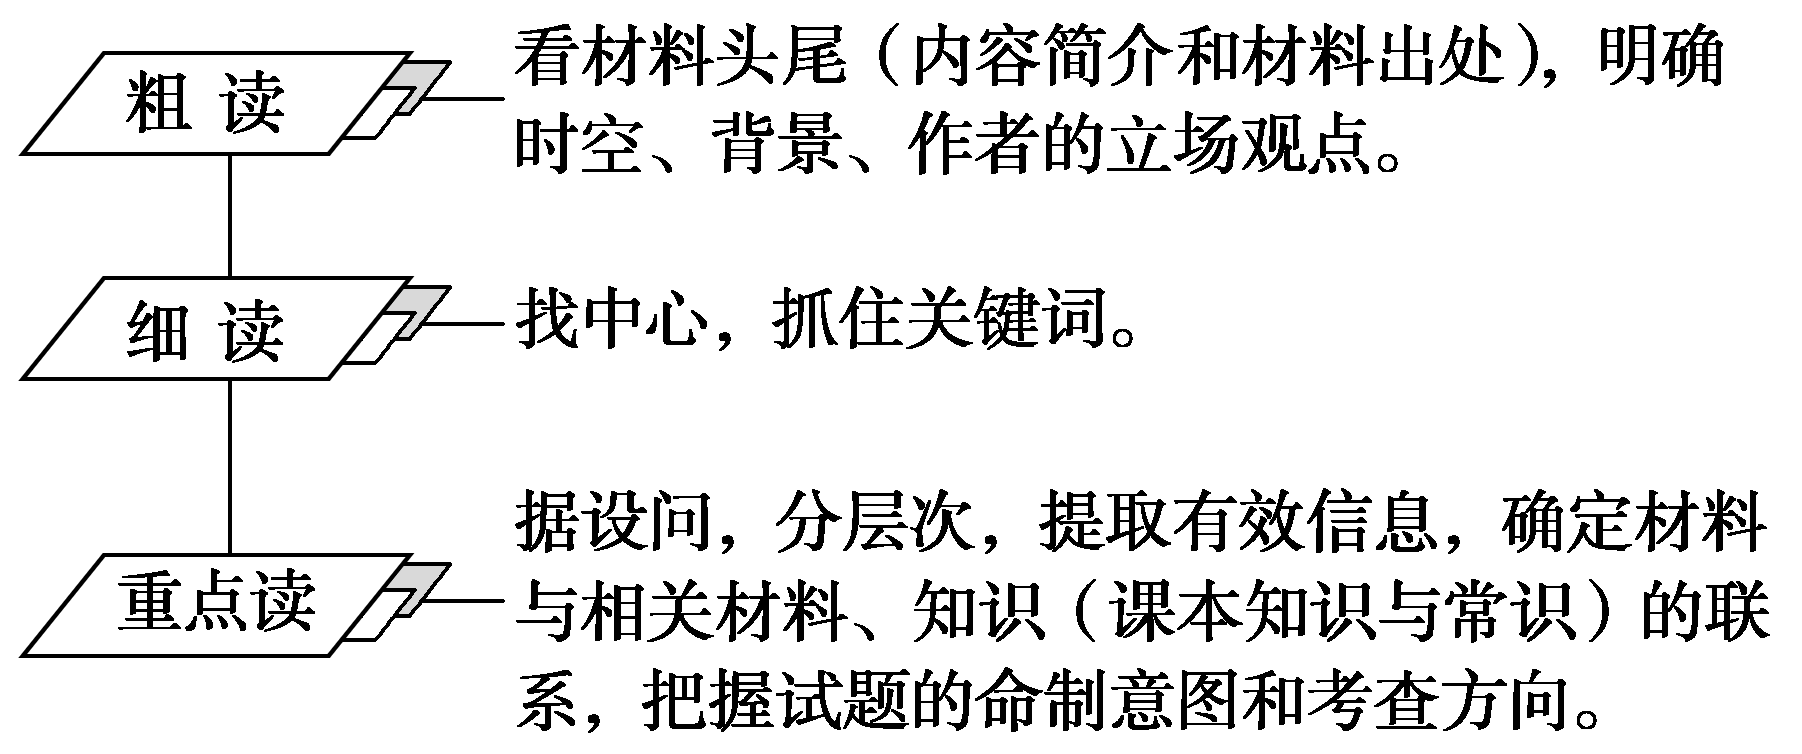 粗 读
看材料头尾（内容简介和材料出处），明确
时空、背景、作者的立场观点。
细 读
找中心，抓住关键词。
重点读
据设问，分层次，提取有效信息，确定材料
与相关材料、知识（课本知识与常识）的联
系，把握试题的命制意图和考查方向。